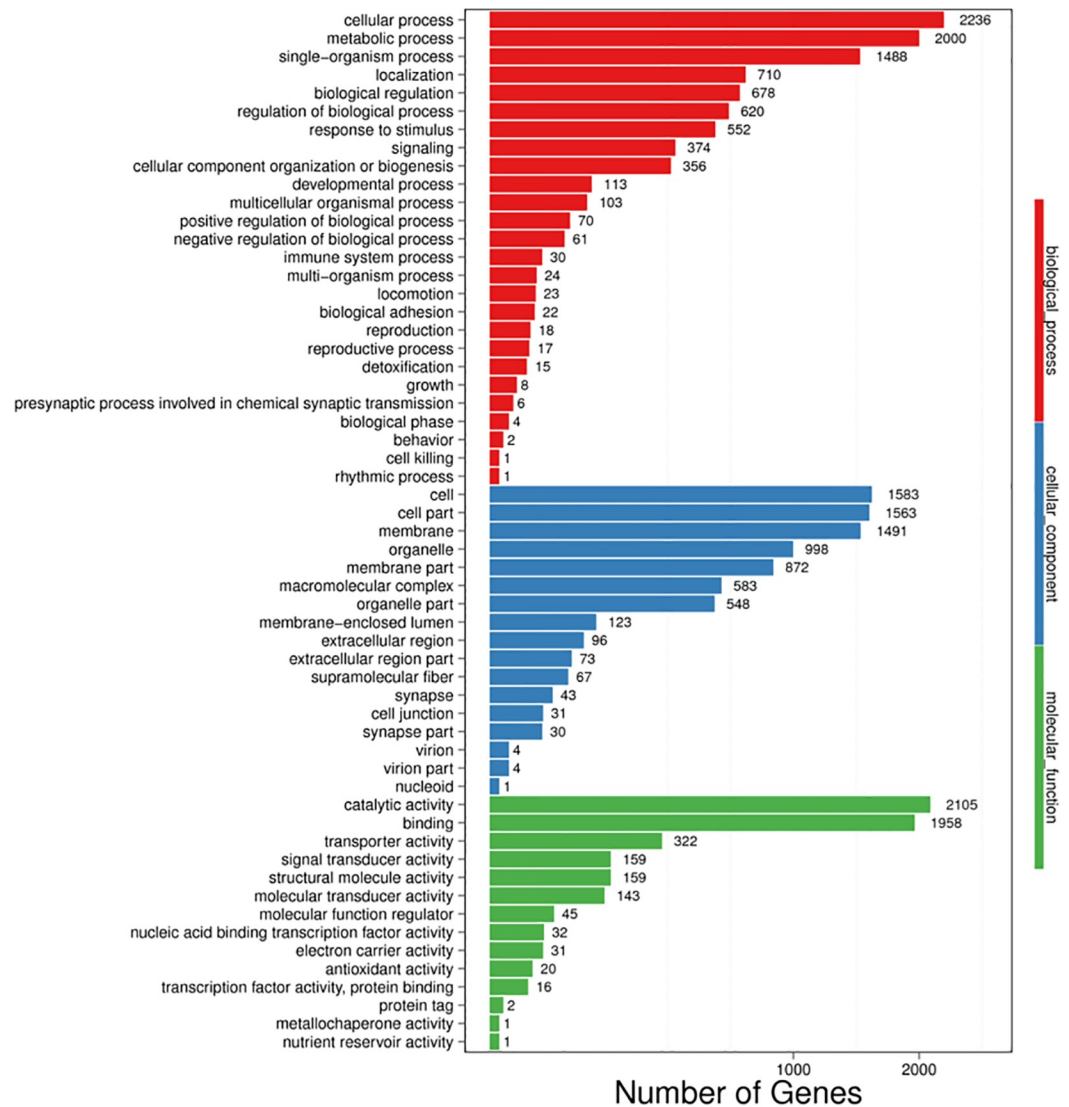 cellular process 2236
metabolic process 2000
single−organism process 1488
localization 710
biological regulation 678
regulation of biological process 620
response to stimulus 552
signaling 374
cellular component organization or biogenesis 356
developmental process 113
multicellular organismal process 103
positive regulation of biological process 70
negative regulation of biological process 61
immune system process 30
multi−organism process 24
locomotion 23
biological adhesion 22
reproduction 18
reproductive process 17
detoxification 15
growth 8
presynaptic process involved in chemical synaptic transmission 6
biological phase 4
behavior 2
cell killing 1
rhythmic process 1
cell 1583
cell part 1563
membrane 1491
organelle 998
membrane part 872
macromolecular complex 583
organelle part 548
membrane−enclosed lumen 123
extracellular region 96
extracellular region part 73
supramolecular fiber 67
synapse 43
cell junction 31
synapse part 30
virion 4
virion part 4
nucleoid 1
catalytic activity 2105
binding 1958
transporter activity 322
signal transducer activity 159
structural molecule activity 159
molecular transducer activity 143
molecular function regulator 45
nucleic acid binding transcription factor activity 32
electron carrier activity 31
antioxidant activity 20
transcription factor activity, protein binding 16
protein tag 2
metallochaperone activity 1
nutrient reservoir activity 1
1000 2000
Number of Genes
biological_process
cellular_component
molecular_function